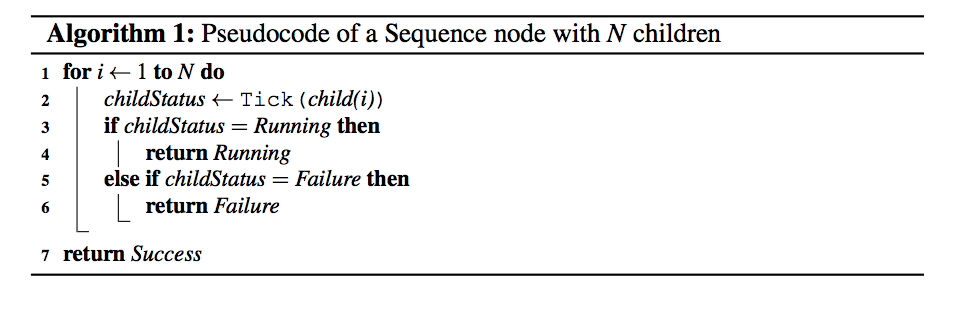 Algorithm 1: Pseudocode of a Sequence node with N children
1 for i ← 1 to N do
2 childStatus ← Tick(child(i))
3 if childStatus = Running then
4 return Running
5 else if childStatus = Failure then
6 return Failure
7 return Success